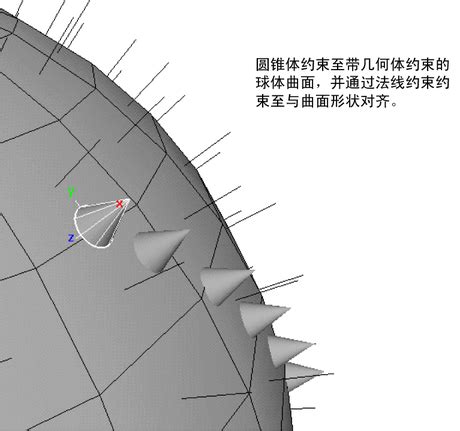 圆锥体约束至带几何体约束的
球体曲面，并通过法线约束约
束至与曲面形状对齐。
y
x
z